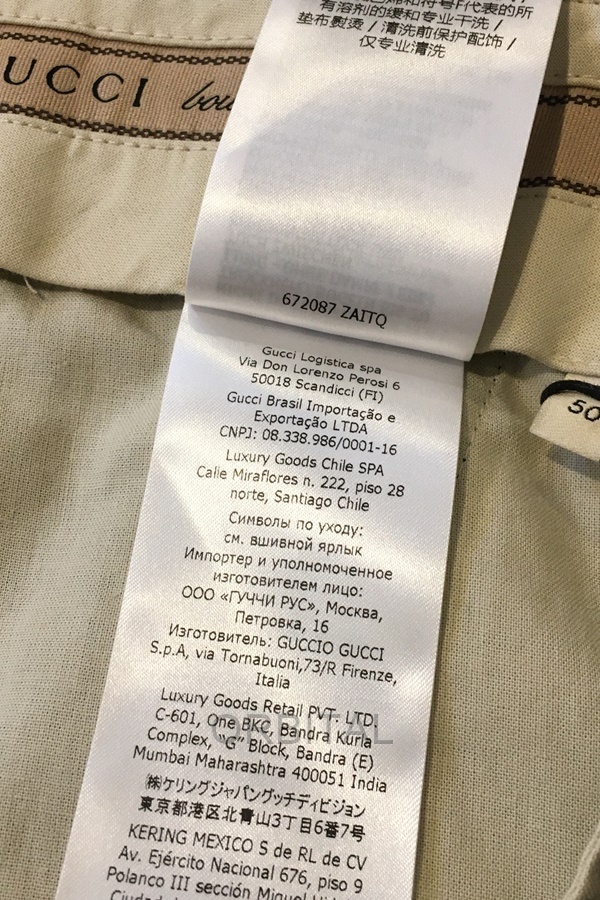 有溶剂的缓和专业干洗/
垫布熨烫/清洗前保护配饰/
仅专业清洗
UCCI
672087 ZAITQ
Gucci Logistica spa
Via Don Lorenzo Perosi 6
50018 Scandicci (FI)
Gucci Brasil Importação e
Exportação LTDA
CNPJ: 08.338.986/0001-16
Luxury Goods Chile SPA
Calle Miraflores n. 222, piso 28
norte, Santiago Chile
Символы по уходу:
см. вшивной ярлык
Импортер и уполномоченное
изготовителем лицо:
ООО «ГУЧЧИ РУС», Москва,
Петровка, 16
Изготовитель: GUCCIO GUCCI
S.p.A, via Tornabuoni,73/R Firenze,
Italia
Luxury Goods Retail PVT. LTD.
C-601, One BKC, Bandra Kurla
Complex, "G" Block, Bandra (E)
Mumbai Maharashtra 400051 India
㈱ケリングジャパングッチディビジョン
東京都港区北青山3丁目6番7号
KERING MEXICO S de RL de CV
Av. Ejército Nacional 676, piso 9
Polanco III sección Miguel
50
ORBITAL